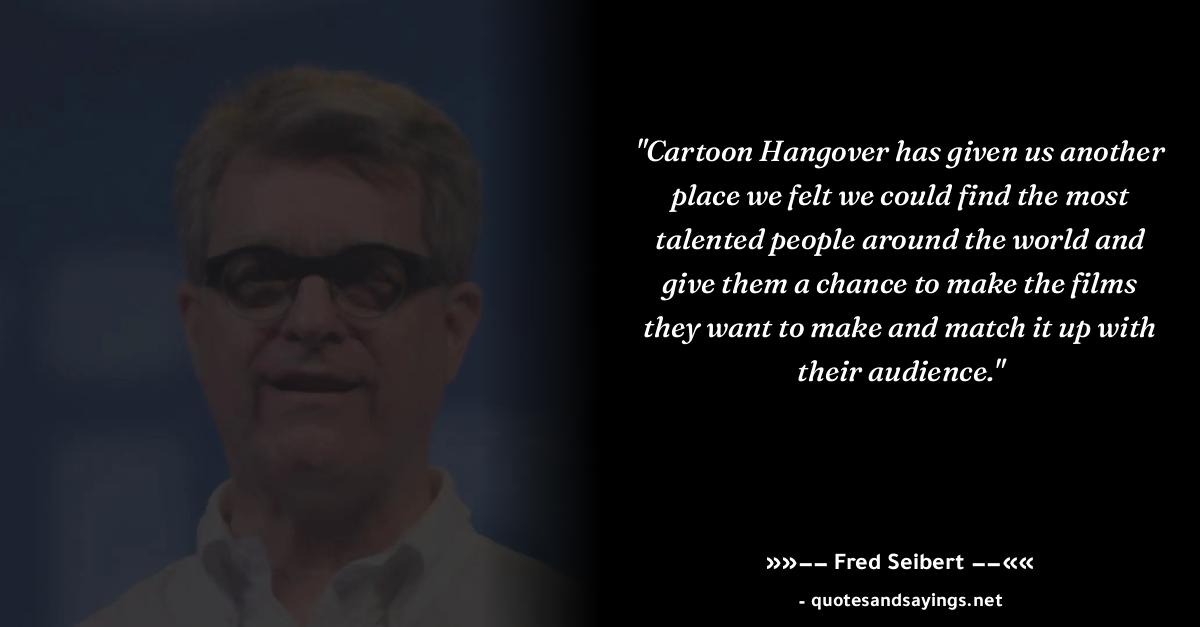 "Cartoon Hangover has given us another
place we felt we could find the most
talented people around the world and
give them a chance to make the films
they want to make and match it up with
their audience."
»»−− Fred Seibert −−««
- quotesandsayings.net